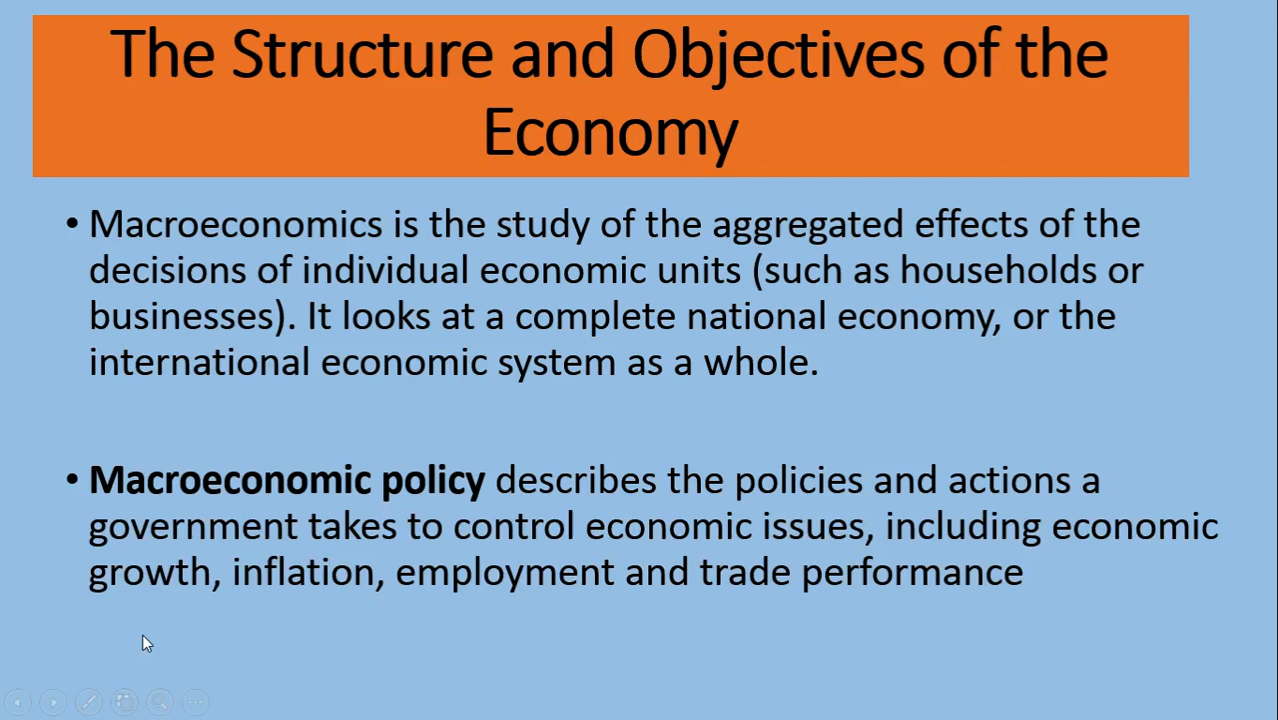 The Structure and Objectives of the
Economy
• Macroeconomics is the study of the aggregated effects of the
decisions of individual economic units (such as households or
businesses). It looks at a complete national economy, or the
international economic system as a whole.
• Macroeconomic policy describes the policies and actions a
government takes to control economic issues, including economic
growth, inflation, employment and trade performance